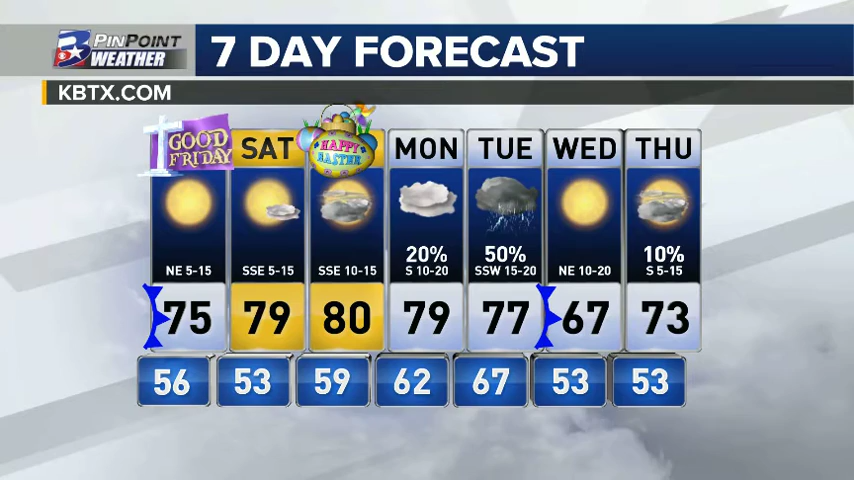 PINPOINT
WEATHER
7 DAY FORECAST
KBTX.COM
GOOD
FRIDAY
SAT
HAPPY
EASTER
MON
TUE
WED
THU
20%
50%
10%
NE 5-15
SSE 5-15
SSE 10-15
S 10-20
SSW 15-20
NE 10-20
S 5-15
75
79
80
79
77
67
73
56
53
59
62
67
53
53